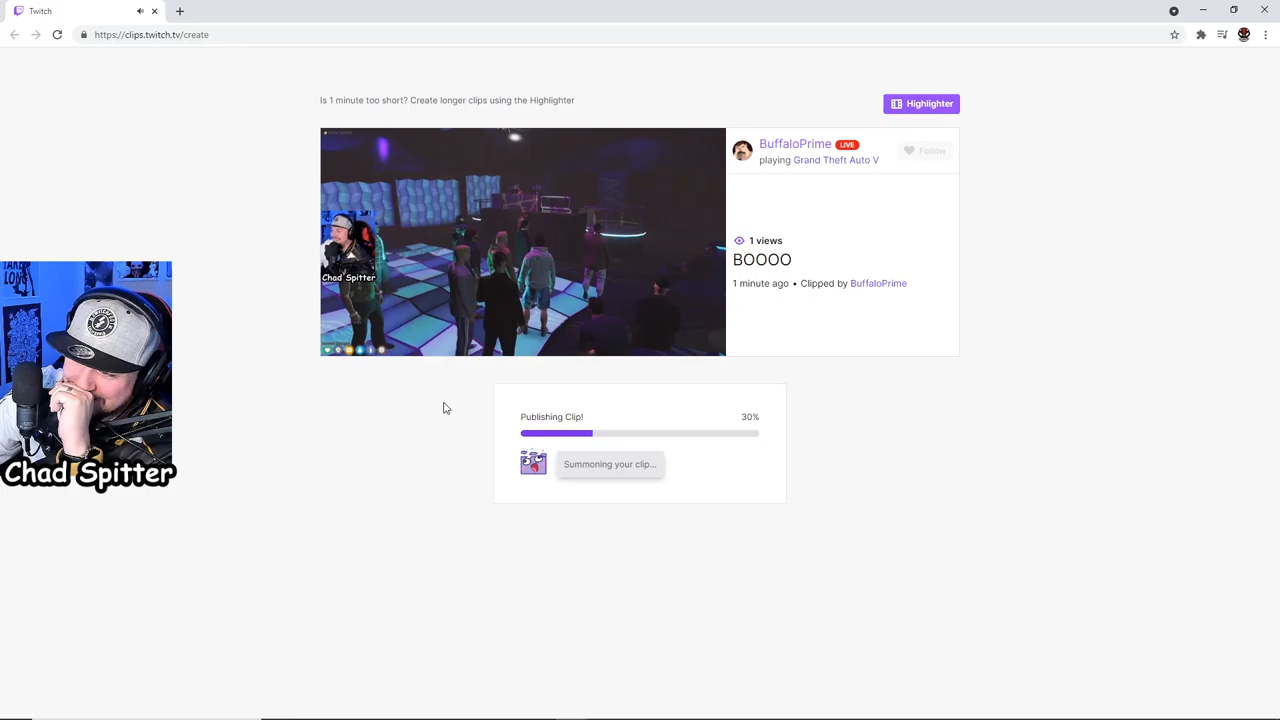 Twitch
https://clips.twitch.tv/create
Is 1 minute too short? Create longer clips using the Highlighter
Highlighter
BuffaloPrime LIVE
playing Grand Theft Auto V
Follow
1 views
BOOOO
1 minute ago • Clipped by BuffaloPrime
Chad Spitter
Publishing Clip!
30%
Summoning your clip...
Chad Spitter